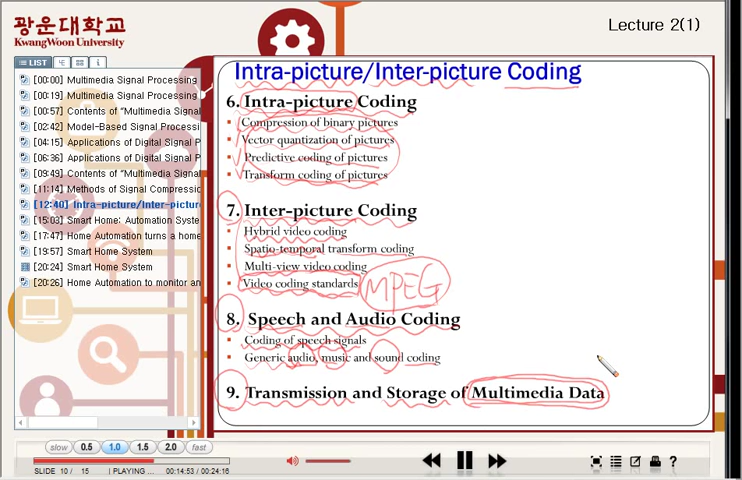 광운대학교
KwangWoon University
Lecture 2(1)
LIST
[00:00] Multimedia Signal Processing
[00:19] Multimedia Signal Processing
[00:57] Contents of "Multimedia Signal
[02:42] Model-Based Signal Processi
[04:15] Applications of Digital Signal P
[06:36] Applications of Digital Signal P
[09:49] Contents of "Multimedia Signal
[11:14] Methods of Signal Compressio
[12:40] Intra-picture/Inter-picture
[15:03] Smart Home: Automation Syste
[17:47] Home Automation turns a home
[19:57] Smart Home System
[20:24] Smart Home System
[20:26] Home Automation to monitor an
Intra-picture/Inter-picture Coding
6. Intra-picture Coding
Compression of binary pictures
Vector quantization of pictures
Predictive coding of pictures
Transform coding of pictures
7. Inter-picture Coding
Hybrid video coding
Spatio-temporal transform coding
Multi-view video coding
Video coding standards MPEG
8. Speech and Audio Coding
Coding of speech signals
Generic audio, music and sound coding
9. Transmission and Storage of Multimedia Data
slow 0.5 1.0 1.5 2.0 fast
SLIDE 10 / 15 | PLAYING ... 00:14:53 / 00:24:16